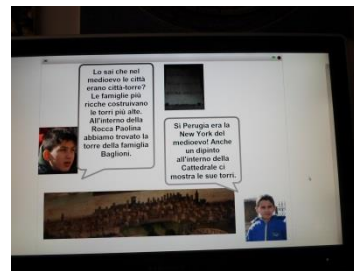 Lo sai che nel
medioevo le città
erano città-torre?
Le famiglie più
ricche costruivano
le torri più alte.
All'interno della
Rocca Paolina
abbiamo trovato la
torre della famiglia
Baglioni.
Si Perugia era la
New York del
medioevo! Anche
un dipinto
all'interno della
Cattedrale ci
mostra le sue torri.